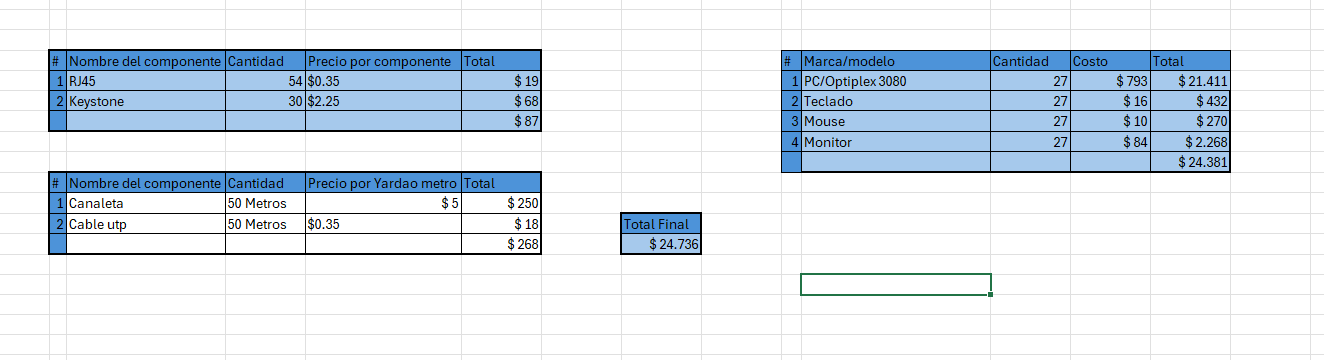 # Nombre del componente Cantidad Precio por componente Total
1 RJ45 54 $0.35 $ 19
2 Keystone 30 $2.25 $ 68
$ 87
# Nombre del componente Cantidad Precio por Yardao metro Total
1 Canaleta 50 Metros $ 5 $ 250
2 Cable utp 50 Metros $0.35 $ 18
$ 268
Total Final
$ 24.736
# Marca/modelo Cantidad Costo Total
1 PC/Optiplex 3080 27 $ 793 $ 21.411
2 Teclado 27 $ 16 $ 432
3 Mouse 27 $ 10 $ 270
4 Monitor 27 $ 84 $ 2.268
$ 24.381